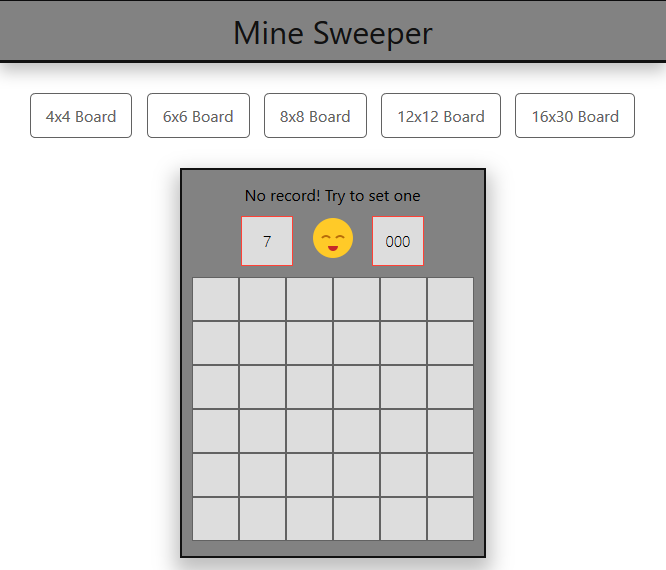 Mine Sweeper
4x4 Board 6x6 Board 8x8 Board 12x12 Board 16x30 Board
No record! Try to set one
7 000